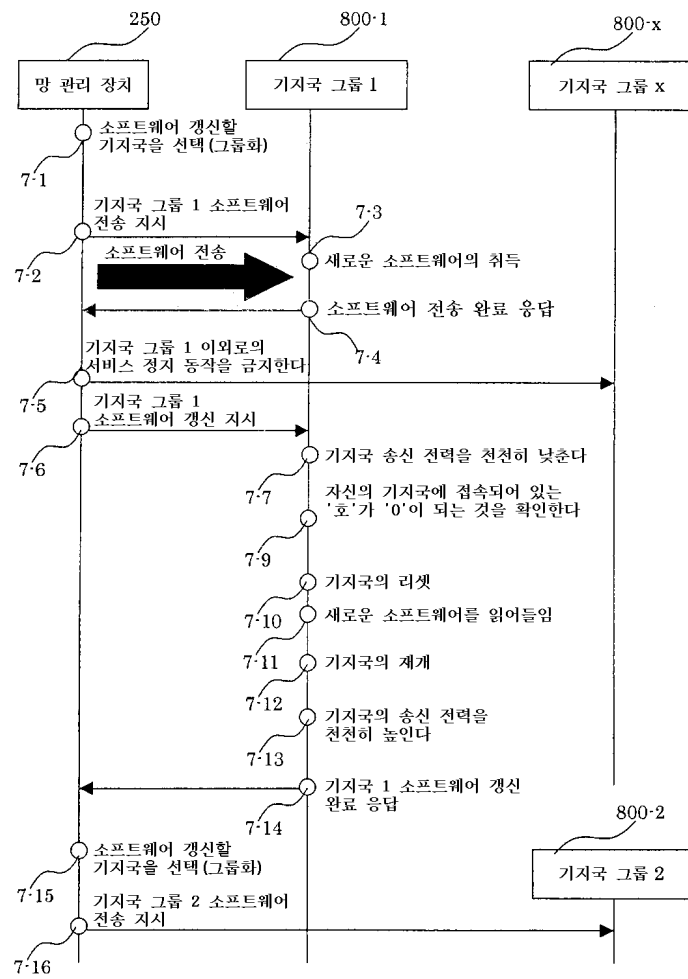 250
800-1
800-x
망 관리 장치
기지국 그룹 1
기지국 그룹 x
소프트웨어 갱신할
기지국을 선택(그룹화)
7-1
기지국 그룹 1 소프트웨어
전송 지시
7-2
7-3
소프트웨어 전송
새로운 소프트웨어의 취득
소프트웨어 전송 완료 응답
7-4
기지국 그룹 1 이외로의
서비스 정지 동작을 금지한다
7-5
기지국 그룹 1
소프트웨어 갱신 지시
7-6
기지국 송신 전력을 천천히 낮춘다
7-7
자신의 기지국에 접속되어 있는
'호'가 '0'이 되는 것을 확인한다
7-9
기지국의 리셋
7-10
새로운 소프트웨어를 읽어들임
7-11
기지국의 재개
7-12
기지국의 송신 전력을
천천히 높인다
7-13
기지국 1 소프트웨어 갱신
완료 응답
7-14
800-2
소프트웨어 갱신할
기지국을 선택(그룹화)
7-15
기지국 그룹 2
기지국 그룹 2 소프트웨어
전송 지시
7-16